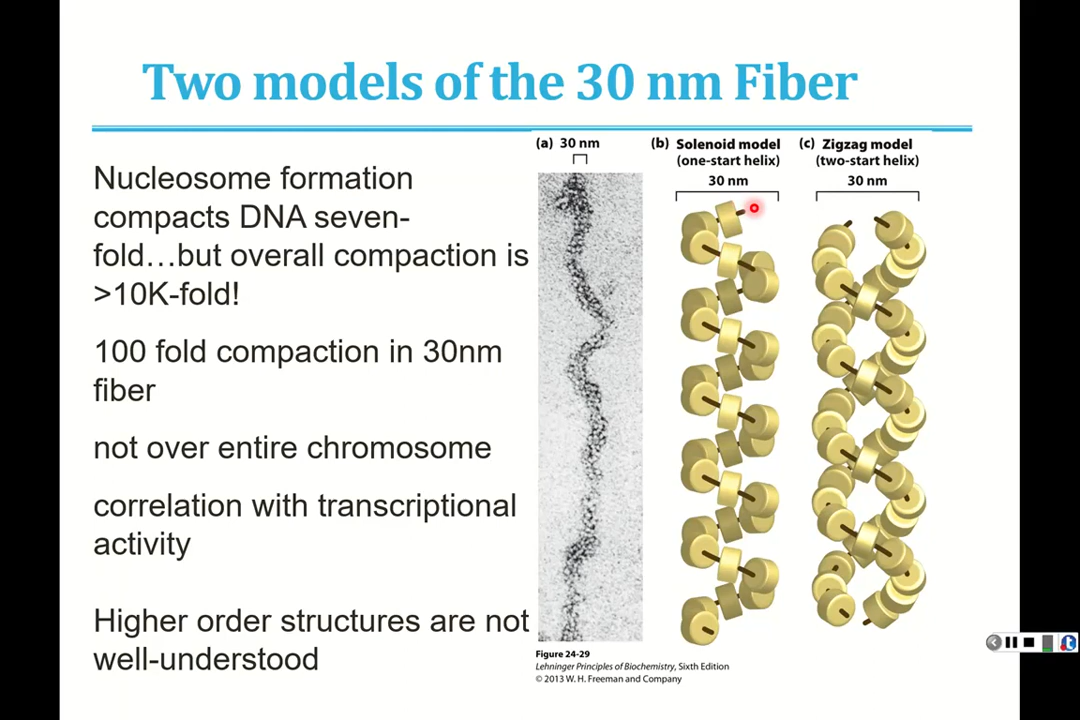 Two models of the 30 nm Fiber
Nucleosome formation
compacts DNA seven-
fold…but overall compaction is
>10K-fold!
100 fold compaction in 30nm
fiber
not over entire chromosome
correlation with transcriptional
activity
Higher order structures are not
well-understood
(a) 30 nm
(b) Solenoid model
(one-start helix)
30 nm
(c) Zigzag model
(two-start helix)
30 nm
Figure 24-29
Lehninger Principles of Biochemistry, Sixth Edition
© 2013 W. H. Freeman and Company